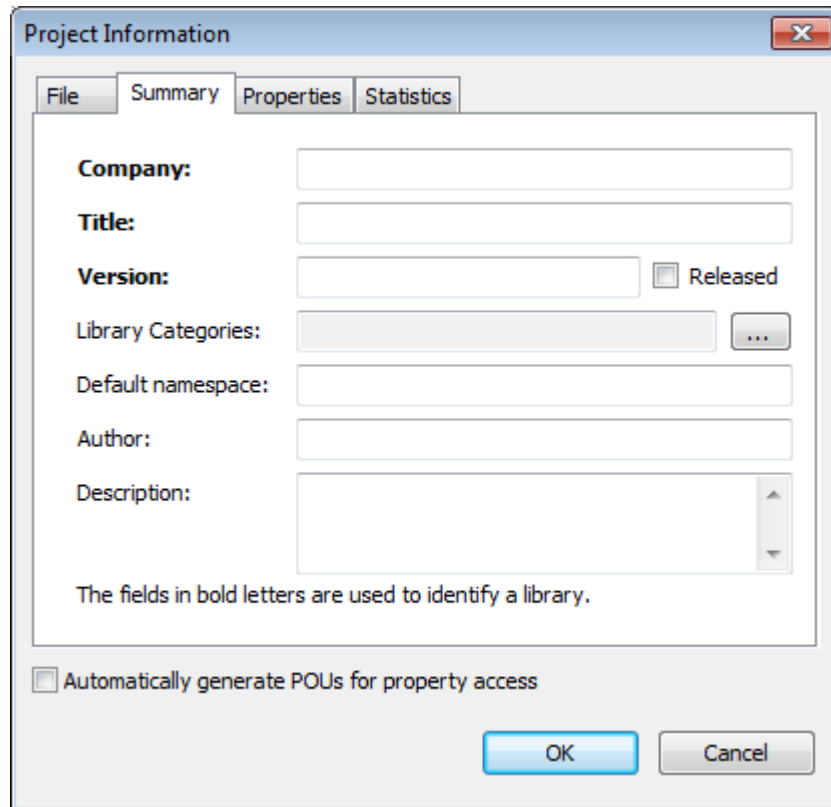 Project Information
File Summary Properties Statistics
Company:
Title:
Version: Released
Library Categories: ...
Default namespace:
Author:
Description:
The fields in bold letters are used to identify a library.
Automatically generate POUs for property access
OK Cancel